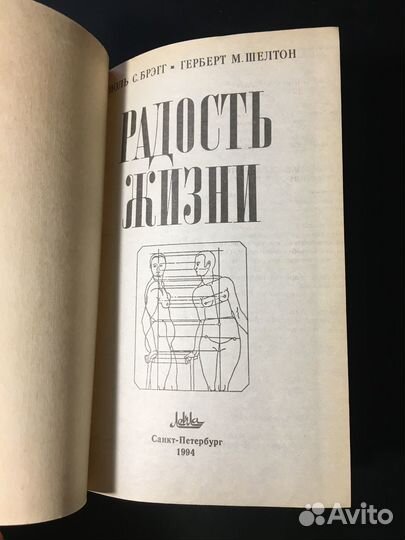 С. БРЭГГ ▪ ГЕРБЕРТ М. ШЕЛТОН
РАДОСТЬ
ЖИЗНИ
Санкт-Петербург
1994
Avito